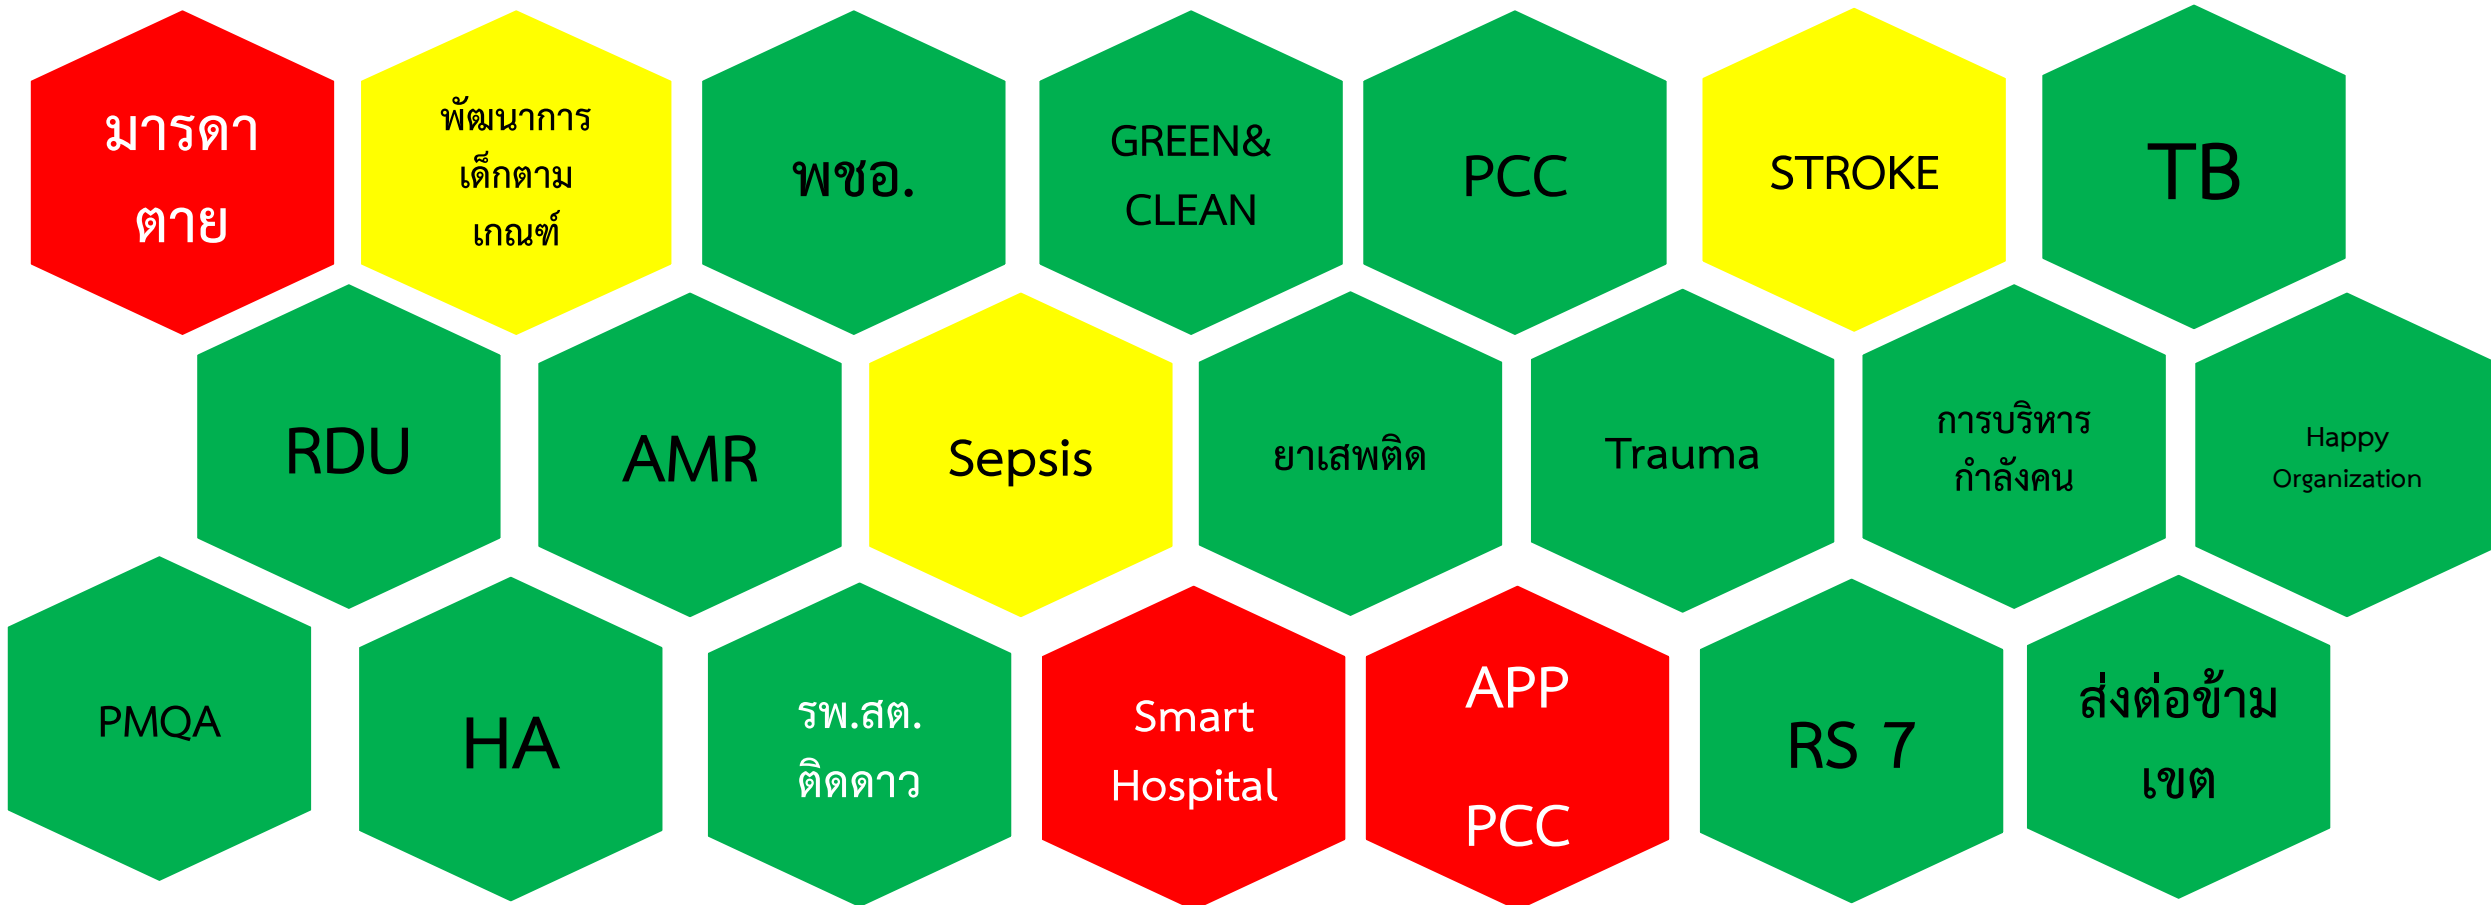 มารดา
ตาย
พัฒนาการ
เด็กตาม
เกณฑ์
พชอ.
GREEN&
CLEAN
PCC
STROKE
TB
RDU
AMR
Sepsis
ยาเสพติด
Trauma
การบริหาร
กำลังคน
Happy
Organization
PMQA
HA
รพ.สต.
ติดดาว
Smart
Hospital
APP
PCC
RS 7
ส่งต่อข้าม
เขต